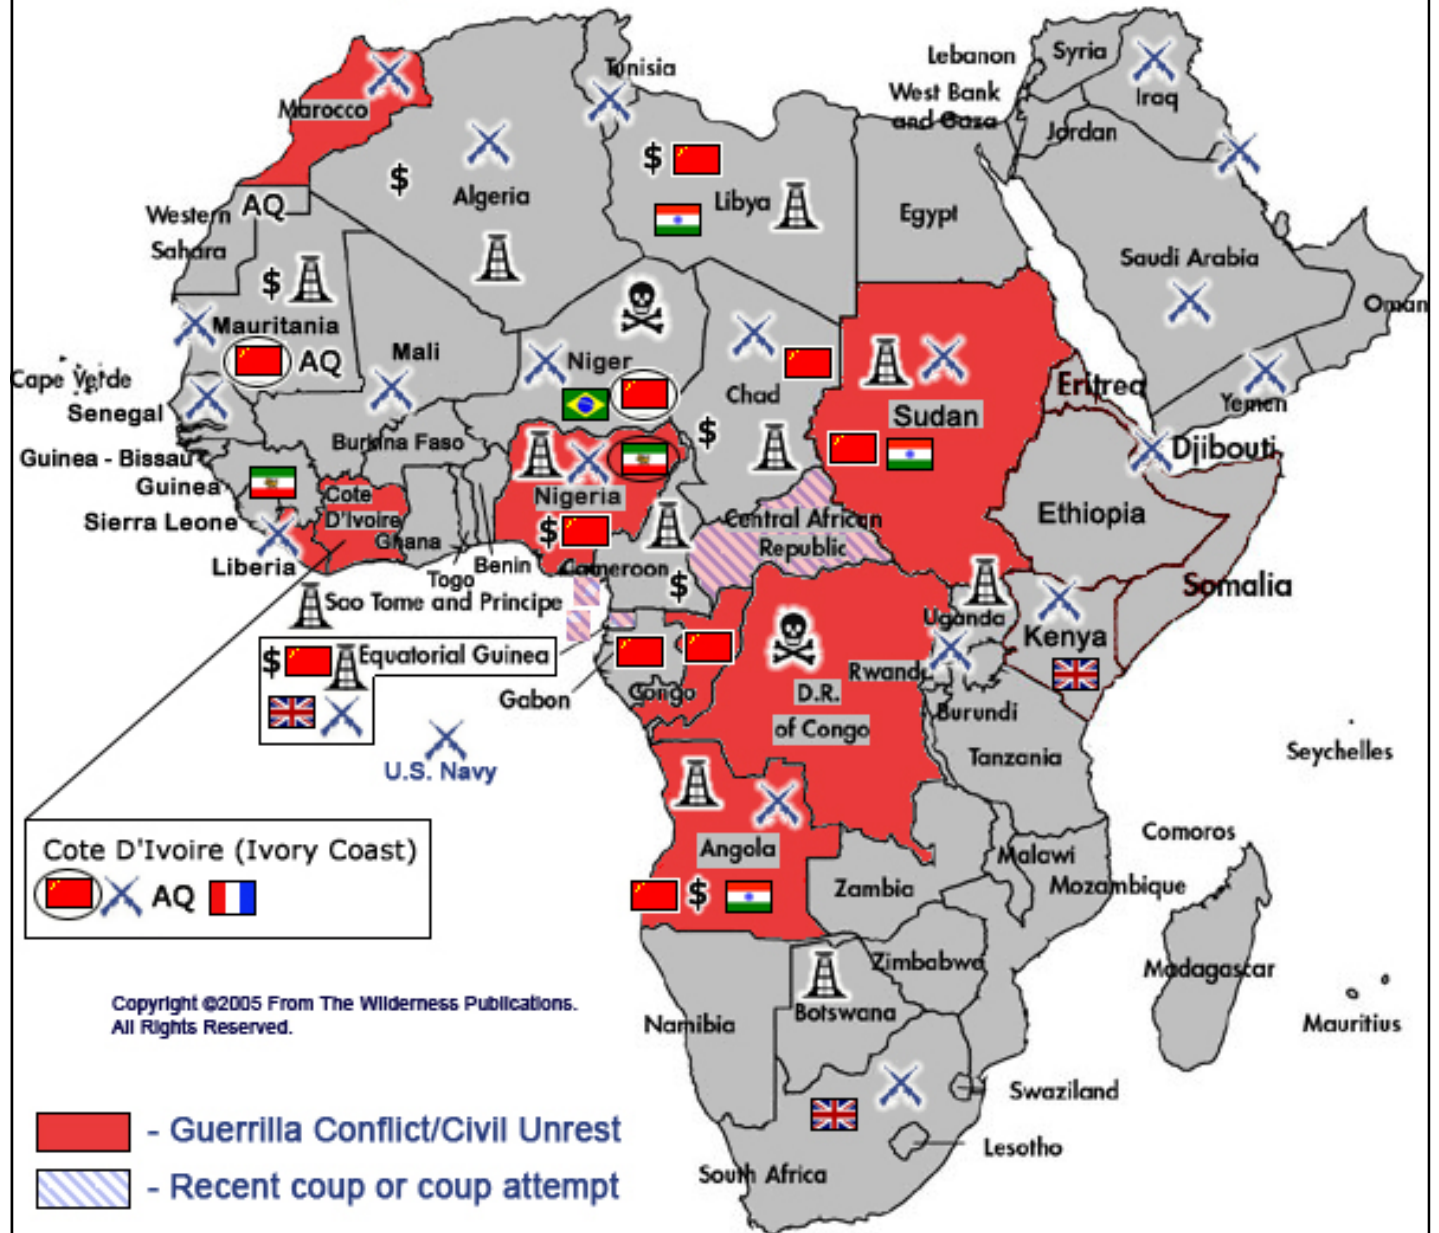 Tunisia
Lebanon
Syria
West Bank
and Gaza
Iraq
Jordan
Marocco
$
$
Algeria
Libya
Egypt
Western
Sahara
AQ
Saudi Arabia
Oman
$
Mauritania
AQ
Mali
Niger
Chad
Cape Verde
Senegal
Sudan
Eritrea
Yemen
Djibouti
Burkina Faso
$
Guinea - Bissau
Guinea
Nigeria
Cote
D'Ivoire
Sierra Leone
Ghana
$
Central African
Republic
Ethiopia
Liberia
Togo
Benin
Cameroon
$
Somalia
Sao Tome and Principe
Uganda
Kenya
$
Equatorial Guinea
Gabon
Congo
D.R.
of Congo
Rwanda
Burundi
Tanzania
Seychelles
U.S. Navy
Cote D'Ivoire (Ivory Coast)
AQ
Angola
$
Zambia
Malawi
Mozambique
Comoros
Zimbabwe
Madagascar
Mauritius
Botswana
Namibia
Copyright ©2005 From The Wilderness Publications.
All Rights Reserved.
Swaziland
Lesotho
South Africa
- Guerrilla Conflict/Civil Unrest
- Recent coup or coup attempt